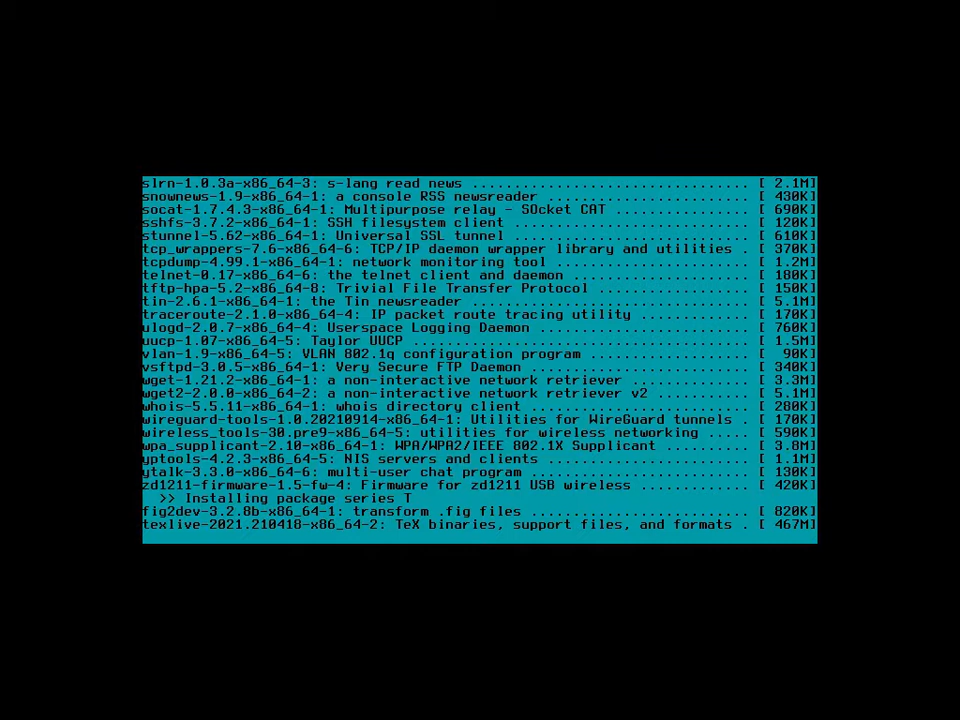 slrn-1.0.3a-x86_64-3: s-lang read news ................................. [ 2.1M]
snownews-1.9-x86_64-1: a console RSS newsreader ........................ [ 430K]
socat-1.7.4.3-x86_64-1: Multipurpose relay - SOcket CAT ................ [ 690K]
sshfs-3.7.2-x86_64-1: SSH filesystem client ............................ [ 120K]
stunnel-5.62-x86_64-1: Universal SSL tunnel ............................ [ 610K]
tcp_wrappers-7.6-x86_64-6: TCP/IP daemon wrapper library and utilities . [ 370K]
tcpdump-4.99.1-x86_64-1: network monitoring tool ....................... [ 1.2M]
telnet-0.17-x86_64-6: the telnet client and daemon ..................... [ 180K]
tftp-hpa-5.2-x86_64-8: Trivial File Transfer Protocol .................. [ 150K]
tin-2.6.1-x86_64-1: the Tin newsreader ................................. [ 5.1M]
traceroute-2.1.0-x86_64-4: IP packet route tracing utility ............. [ 170K]
ulogd-2.0.7-x86_64-4: Userspace Logging Daemon ......................... [ 760K]
uucp-1.07-x86_64-5: Taylor UUCP ........................................ [ 1.5M]
vlan-1.9-x86_64-5: VLAN 802.1q configuration program ................... [  90K]
vsftpd-3.0.5-x86_64-1: Very Secure FTP Daemon .......................... [ 340K]
wget-1.21.2-x86_64-1: a non-interactive network retriever .............. [ 3.3M]
wget2-2.0.0-x86_64-2: a non-interactive network retriever v2 ........... [ 5.1M]
whois-5.5.11-x86_64-1: whois directory client .......................... [ 280K]
wireguard-tools-1.0.20210914-x86_64-1: Utilities for WireGuard tunnels . [ 170K]
wireless_tools-30.pre9-x86_64-5: utilities for wireless networking ..... [ 590K]
wpa_supplicant-2.10-x86_64-1: WPA/WPA2/IEEE 802.1X Supplicant .......... [ 3.8M]
yptools-4.2.3-x86_64-5: NIS servers and clients ........................ [ 1.1M]
ytalk-3.3.0-x86_64-6: multi-user chat program .......................... [ 130K]
zd1211-firmware-1.5-fw-4: Firmware for zd1211 USB wireless ............. [ 420K]
>> Installing package series T
fig2dev-3.2.8b-x86_64-1: transform .fig files .......................... [ 820K]
texlive-2021.210418-x86_64-2: TeX binaries, support files, and formats . [ 467M]